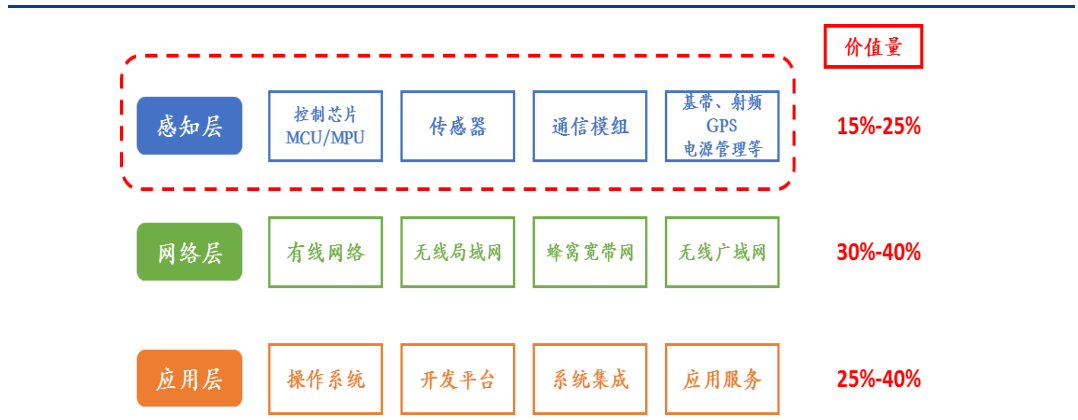 价值量
感知层
控制芯片
MCU/MPU
传感器
通信模组
基带、射频
GPS
电源管理等
15%-25%
网络层
有线网络
无线局域网
蜂窝宽带网
无线广域网
30%-40%
应用层
操作系统
开发平台
系统集成
应用服务
25%-40%